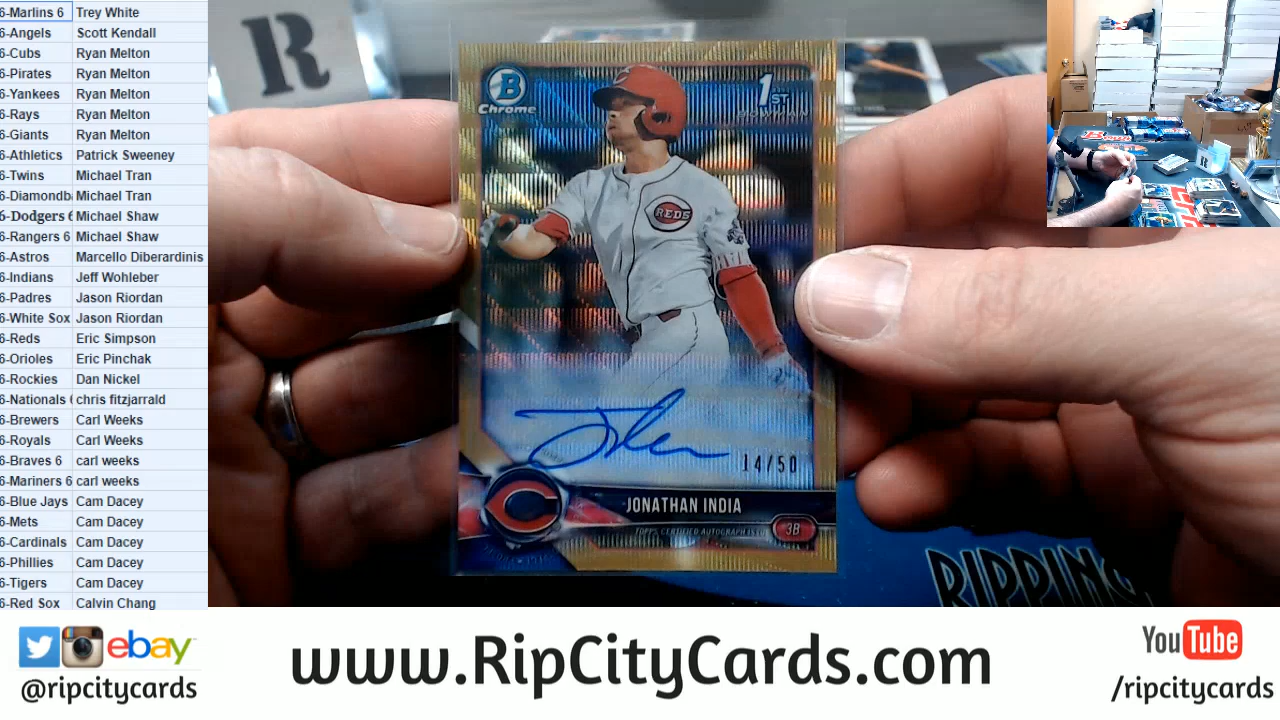 6-Marlins 6 Trey White
6-Angels Scott Kendall
6-Cubs Ryan Melton
6-Pirates Ryan Melton
6-Yankees Ryan Melton
6-Rays Ryan Melton
6-Giants Ryan Melton
6-Athletics Patrick Sweeney
6-Twins Michael Tran
6-Diamondb Michael Tran
6-Dodgers 6 Michael Shaw
6-Rangers 6 Michael Shaw
6-Astros Marcello Diberardinis
6-Indians Jeff Wohleber
6-Padres Jason Riordan
6-White Sox Jason Riordan
6-Reds Eric Simpson
6-Orioles Eric Pinchak
6-Rockies Dan Nickel
6-Nationals 6 chris fitzjarrald
6-Brewers Carl Weeks
6-Royals Carl Weeks
6-Braves 6 carl weeks
6-Mariners 6 carl weeks
6-Blue Jays Cam Dacey
6-Mets Cam Dacey
6-Cardinals Cam Dacey
6-Phillies Cam Dacey
6-Tigers Cam Dacey
6-Red Sox Calvin Chang
R
B
Chrome
1ST
BOWMAN
REDS
14/50
JONATHAN INDIA
TOPPS CERTIFIED AUTOGRAPH ISSUE
3B
RIPPING
ebay
@ripcitycards
www.RipCityCards.com
YouTube
/ripcitycards